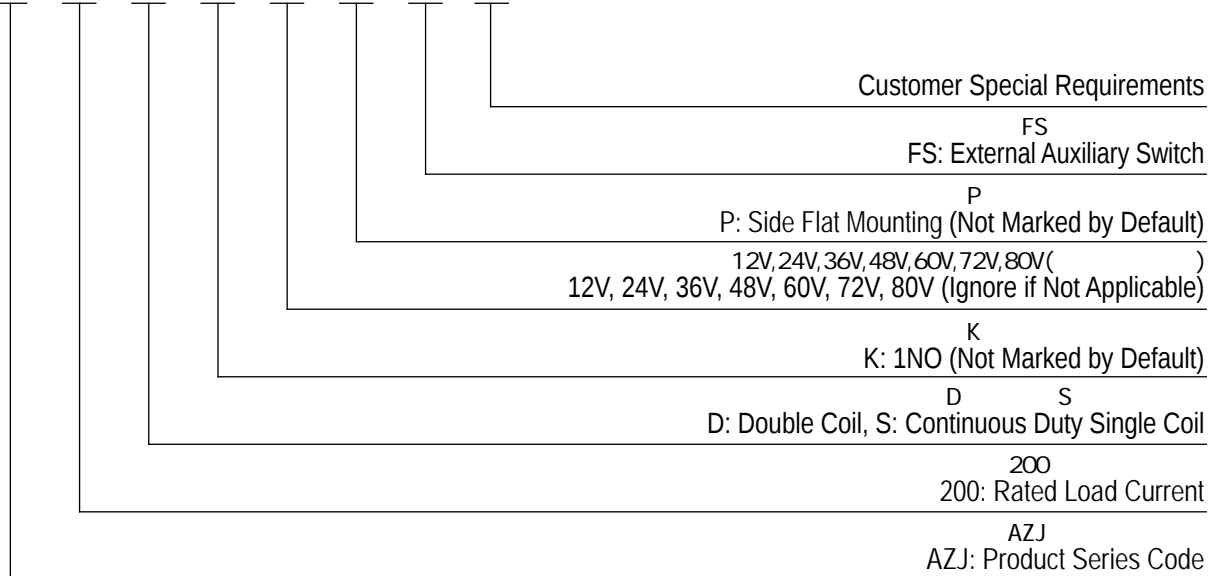 Customer Special Requirements
FS
FS: External Auxiliary Switch
P
P: Side Flat Mounting (Not Marked by Default)
12V,24V,36V,48V,60V,72V,80V( )
12V, 24V, 36V, 48V, 60V, 72V, 80V (Ignore if Not Applicable)
K
K: 1NO (Not Marked by Default)
D S
D: Double Coil, S: Continuous Duty Single Coil
200
200: Rated Load Current
AZJ
AZJ: Product Series Code